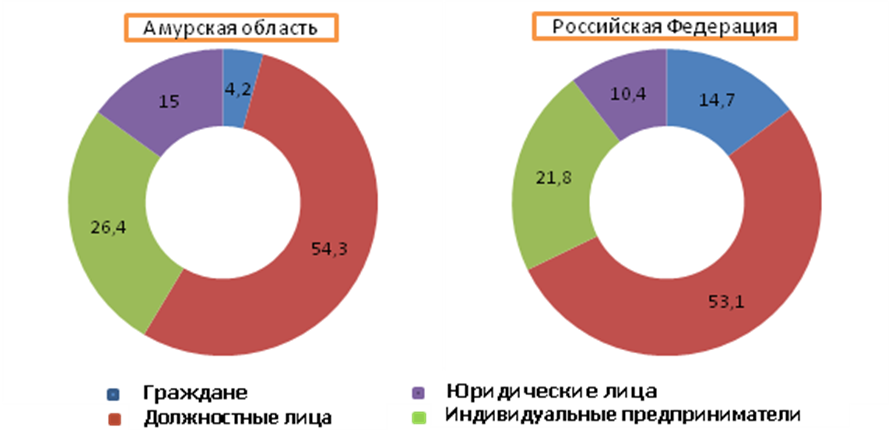 Амурская область
Российская Федерация
4,2
15
26,4
54,3
14,7
10,4
21,8
53,1
Граждане
Юридические лица
Должностные лица
Индивидуальные предприниматели